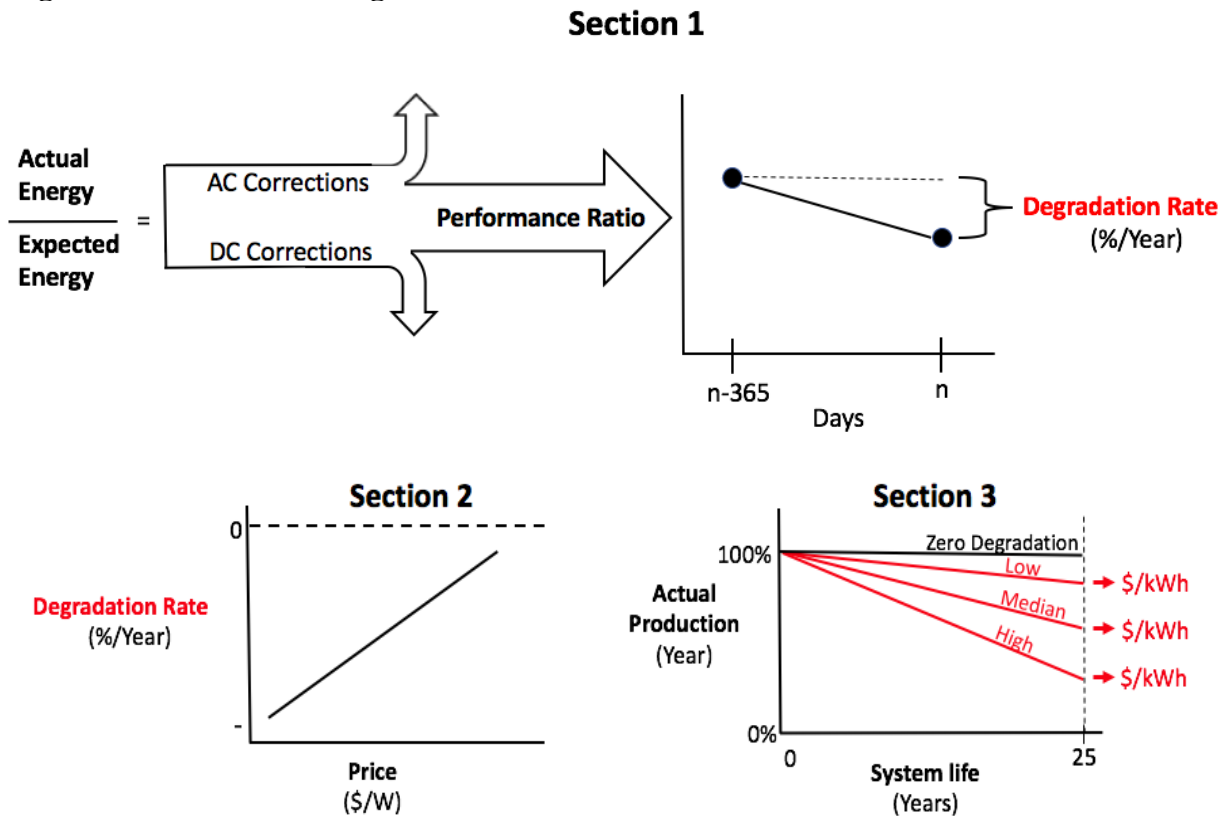 Section 1
Actual
Energy
Expected
Energy
=
AC Corrections
DC Corrections
Performance Ratio
Degradation Rate
(%/Year)
n-365
n
Days
Section 2
0
Degradation Rate
(%/Year)
-
Price
($/W)
Section 3
100%
Zero Degradation
Low
Median
High
$/kWh
$/kWh
$/kWh
Actual
Production
(Year)
0%
0
25
System life
(Years)